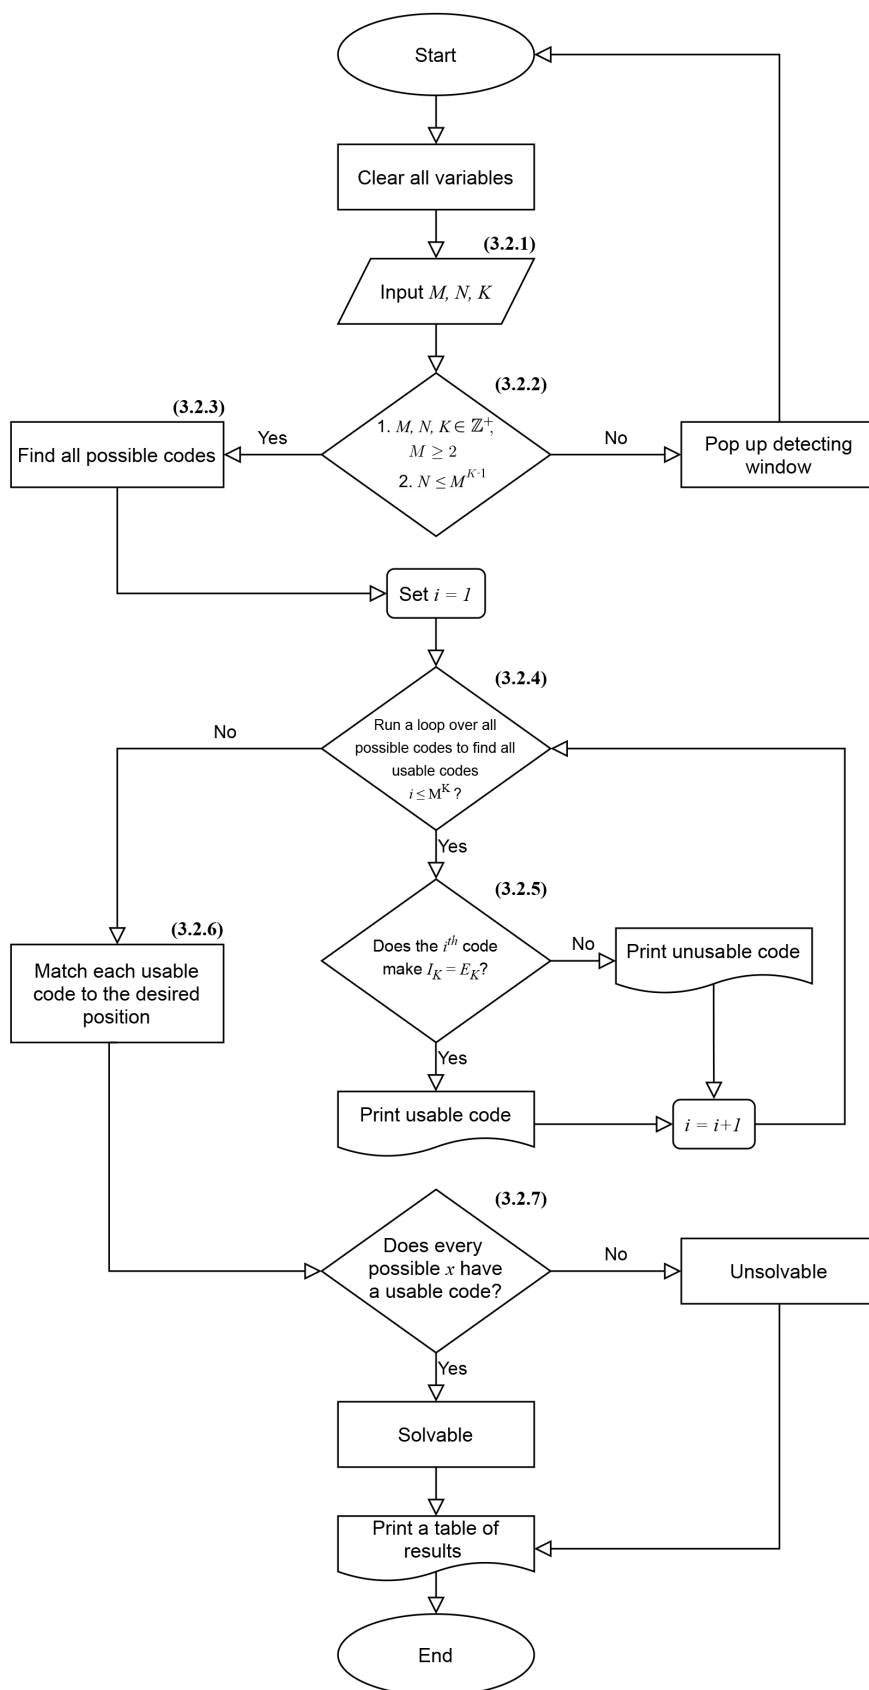 Start
Clear all variables
(3.2.1)
Input M, N, K
(3.2.2)
1. M, N, K ∈ ℤ⁺,
M ≥ 2
2. N ≤ M^{K-1}
Yes
No
(3.2.3)
Find all possible codes
Pop up detecting
window
Set i = 1
(3.2.4)
Run a loop over all
possible codes to find all
usable codes
i ≤ M^K ?
No
Yes
(3.2.5)
Does the i^{th} code
make I_K = E_K?
No
Print unusable code
Yes
(3.2.6)
Match each usable
code to the desired
position
Print usable code
i = i+1
(3.2.7)
Does every
possible x have
a usable code?
No
Unsolvable
Yes
Solvable
Print a table of
results
End